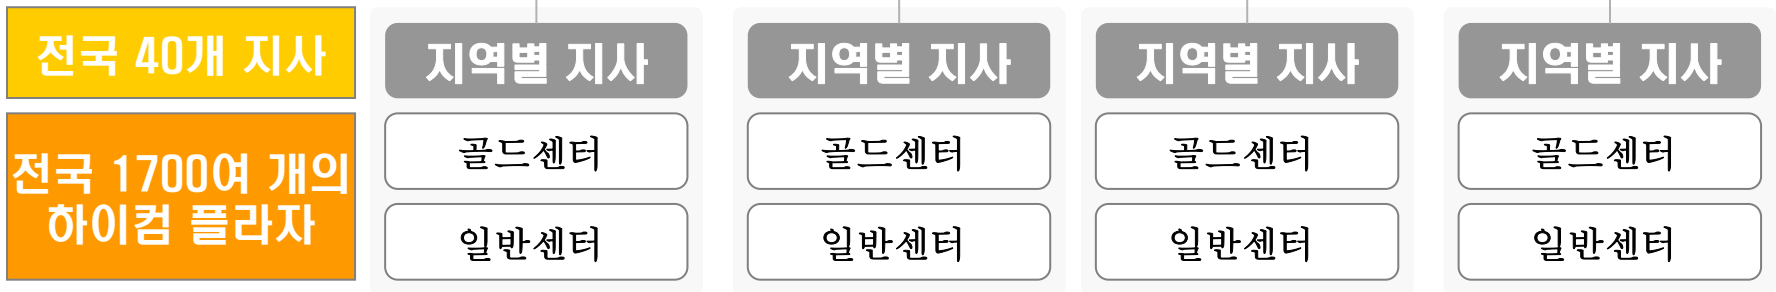 전국 40개 지사
지역별 지사
지역별 지사
지역별 지사
지역별 지사
전국 1700여 개의
하이컴 플라자
골드센터
골드센터
골드센터
골드센터
일반센터
일반센터
일반센터
일반센터